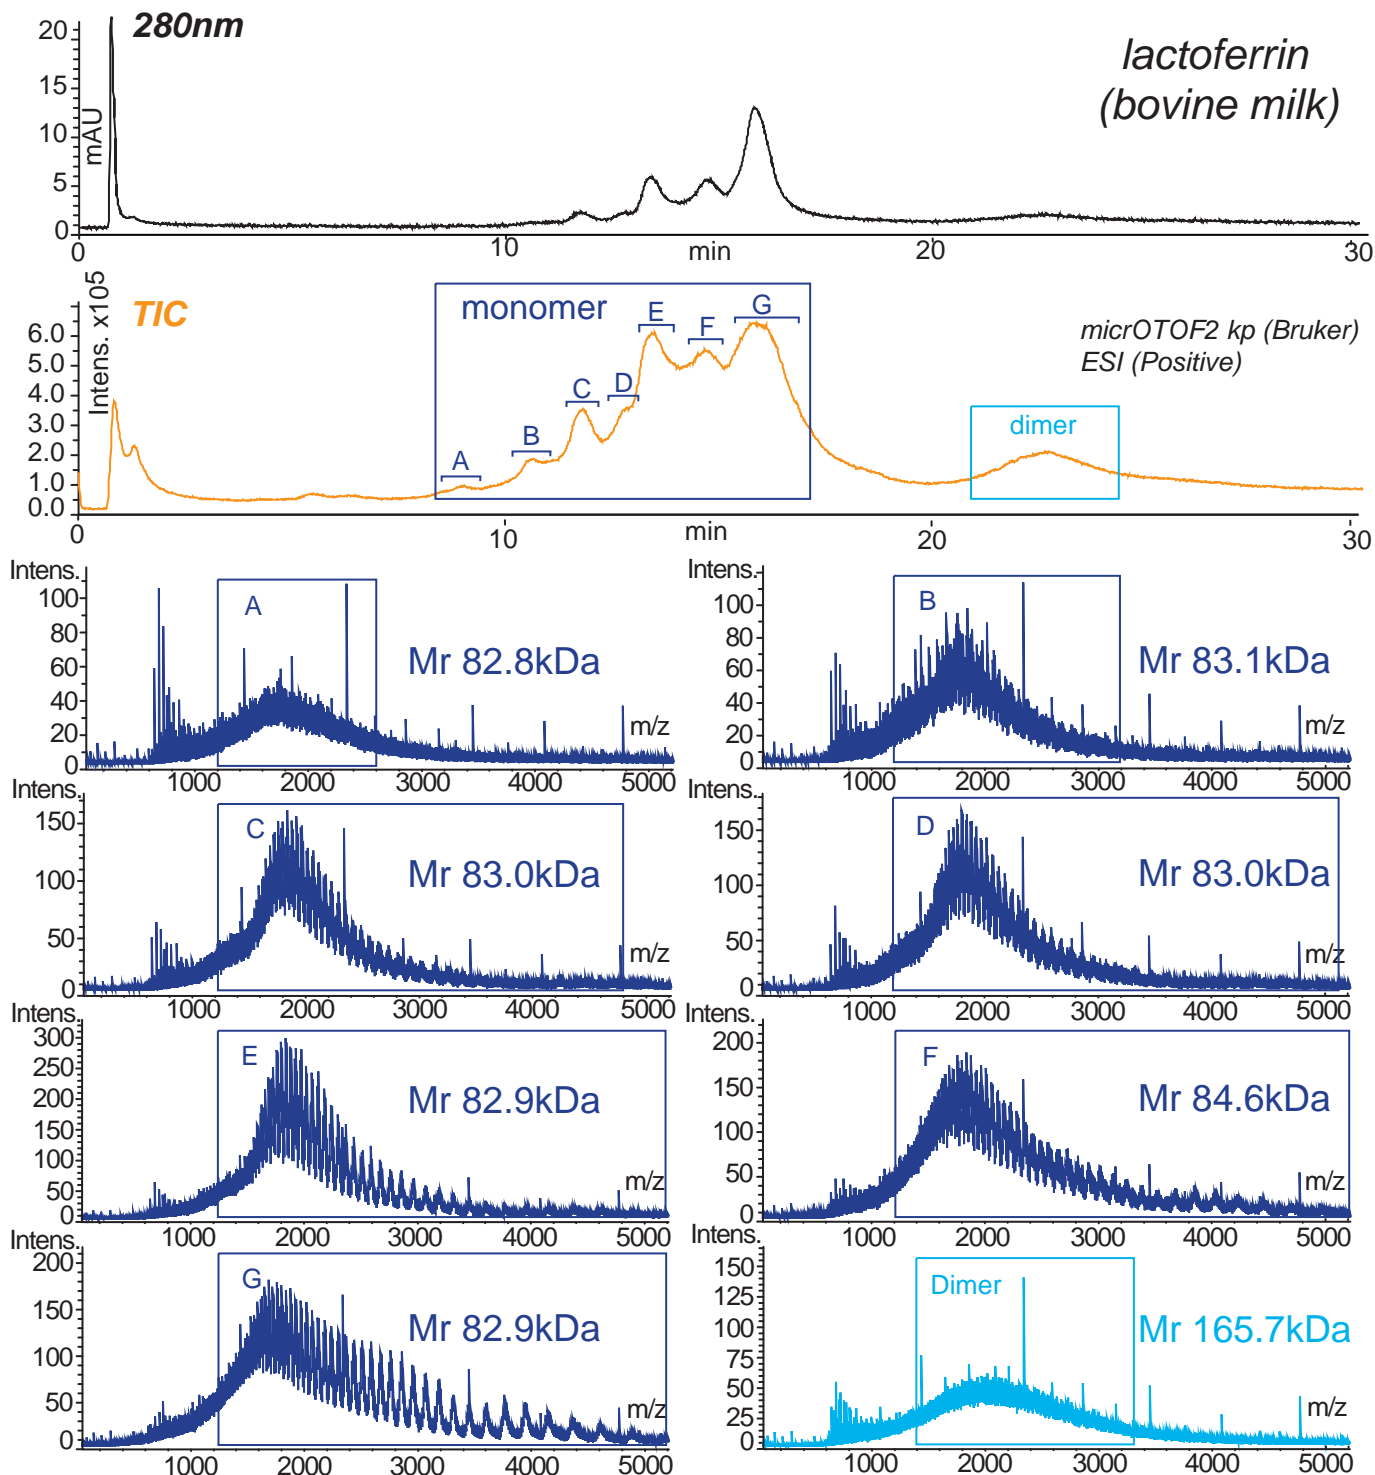 280nm
lactoferrin
(bovine milk)
mAU
20
15
10
5
0
0
10
min
20
30
TIC
Intens. x10^5
6.0
5.0
4.0
3.0
2.0
1.0
0.0
monomer
A
B
C
D
E
F
G
micrOTOF2 kp (Bruker)
ESI (Positive)
dimer
0
10
min
20
30
Intens.
100
80
60
40
20
0
A
Mr 82.8kDa
m/z
1000 2000 3000 4000 5000
Intens.
100
80
60
40
20
0
B
Mr 83.1kDa
m/z
1000 2000 3000 4000 5000
Intens.
150
100
50
0
C
Mr 83.0kDa
m/z
1000 2000 3000 4000 5000
Intens.
150
100
50
0
D
Mr 83.0kDa
m/z
1000 2000 3000 4000 5000
Intens.
300
250
200
150
100
50
0
E
Mr 82.9kDa
m/z
1000 2000 3000 4000 5000
Intens.
200
150
100
50
0
F
Mr 84.6kDa
m/z
1000 2000 3000 4000 5000
Intens.
200
150
100
50
0
G
Mr 82.9kDa
m/z
1000 2000 3000 4000 5000
Intens.
150
125
100
75
50
25
0
Dimer
Mr 165.7kDa
m/z
1000 2000 3000 4000 5000